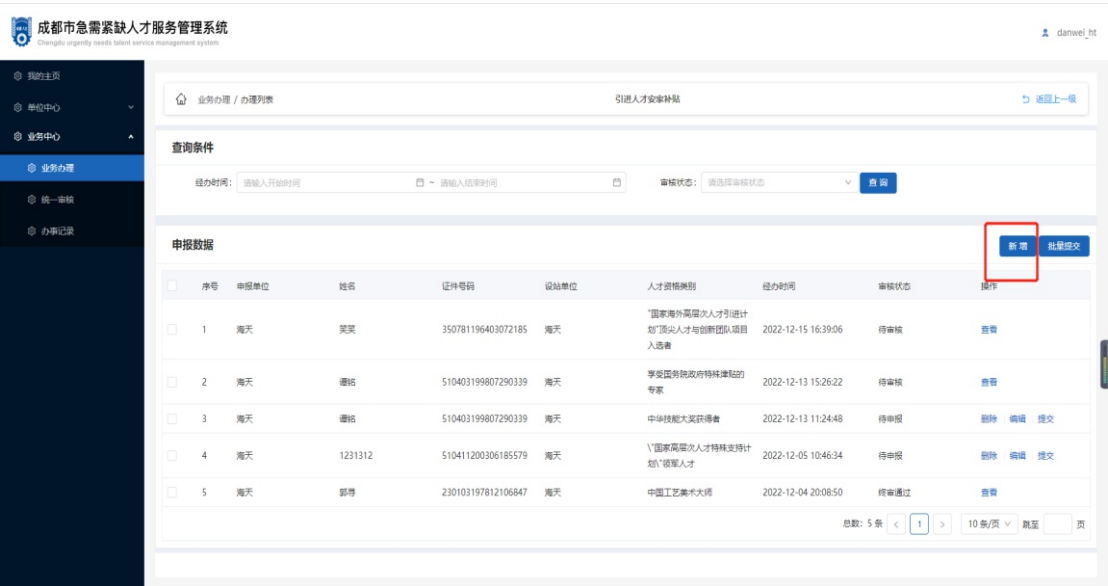 成都市急需紧缺人才服务管理系统
Chengdu urgently needs talent service management system
danwei_ht
我的主页
单位中心
业务中心
业务办理
统一审核
办事记录
业务办理 / 办理列表
引进人才安家补贴
返回上一级
查询条件
经办时间： 请输入开始时间 ~ 请输入结束时间 审核状态： 请选择审核状态 查询
申报数据
新增 批量提交
序号 申报单位 姓名 证件号码 设站单位 人才资格类别 经办时间 审核状态 操作
"国家海外高层次人才引进计
1 海天 笑笑 350781196403072185 海天 划"顶尖人才与创新团队项目 2022-12-15 16:39:06 待审核 查看
入选者
享受国务院政府特殊津贴的
2 海天 谭铭 510403199807290339 海天 2022-12-13 15:26:22 待审核 查看
专家
3 海天 谭铭 510403199807290339 海天 中华技能大奖获得者 2022-12-13 11:24:48 待申报 删除 编辑 提交
\"国家高层次人才特殊支持计
4 海天 1231312 510411200306185579 海天 2022-12-05 10:46:34 待申报 删除 编辑 提交
划\"领军人才
5 海天 郭寻 230103197812106847 海天 中国工艺美术大师 2022-12-04 20:08:50 终审通过 查看
总数: 5 条 < 1 > 10 条/页 跳至 页